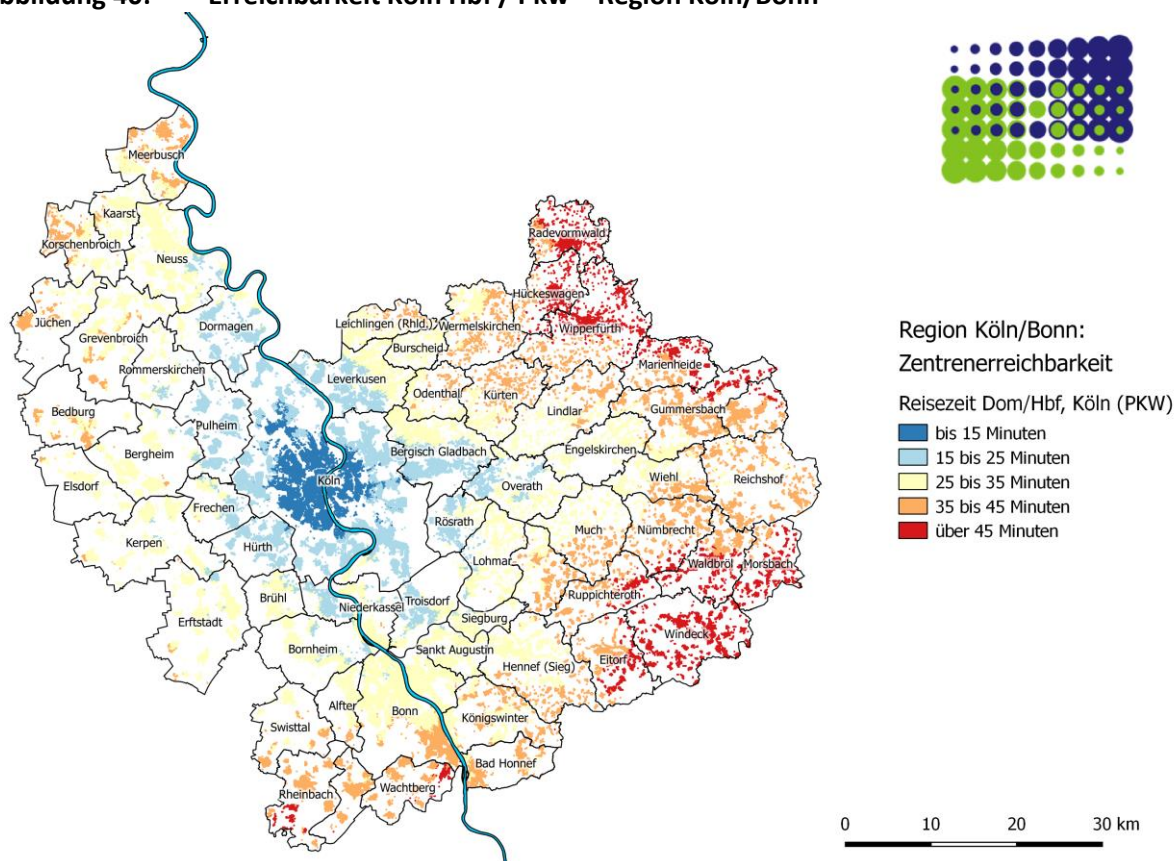 bbildung 40: Erreichbarkeit Köln Hbf / Pkw – Region Köln/Bonn
Meerbusch
Kaarst
Korschenbroich
Neuss
Radevormwald
Hückeswagen
Jüchen
Dormagen
Leichlingen (Rhld.)
Wermelskirchen
Wipperfürth
Grevenbroich
Burscheid
Rommerskirchen
Leverkusen
Marienheide
Odenthal
Kürten
Bedburg
Lindlar
Gummersbach
Pulheim
Bergheim
Bergisch Gladbach
Engelskirchen
Köln
Wiehl
Reichshof
Elsdorf
Overath
Frechen
Rösrath
Kerpen
Much
Nümbrecht
Hürth
Lohmar
Waldbröl
Morsbach
Brühl
Niederkassel
Troisdorf
Ruppichteroth
Erftstadt
Siegburg
Windeck
Bornheim
Sankt Augustin
Hennef (Sieg)
Eitorf
Alfter
Bonn
Königswinter
Swisttal
Bad Honnef
Rheinbach
Wachtberg
Region Köln/Bonn:
Zentrenerreichbarkeit
Reisezeit Dom/Hbf, Köln (PKW)
bis 15 Minuten
15 bis 25 Minuten
25 bis 35 Minuten
35 bis 45 Minuten
über 45 Minuten
0 10 20 30 km